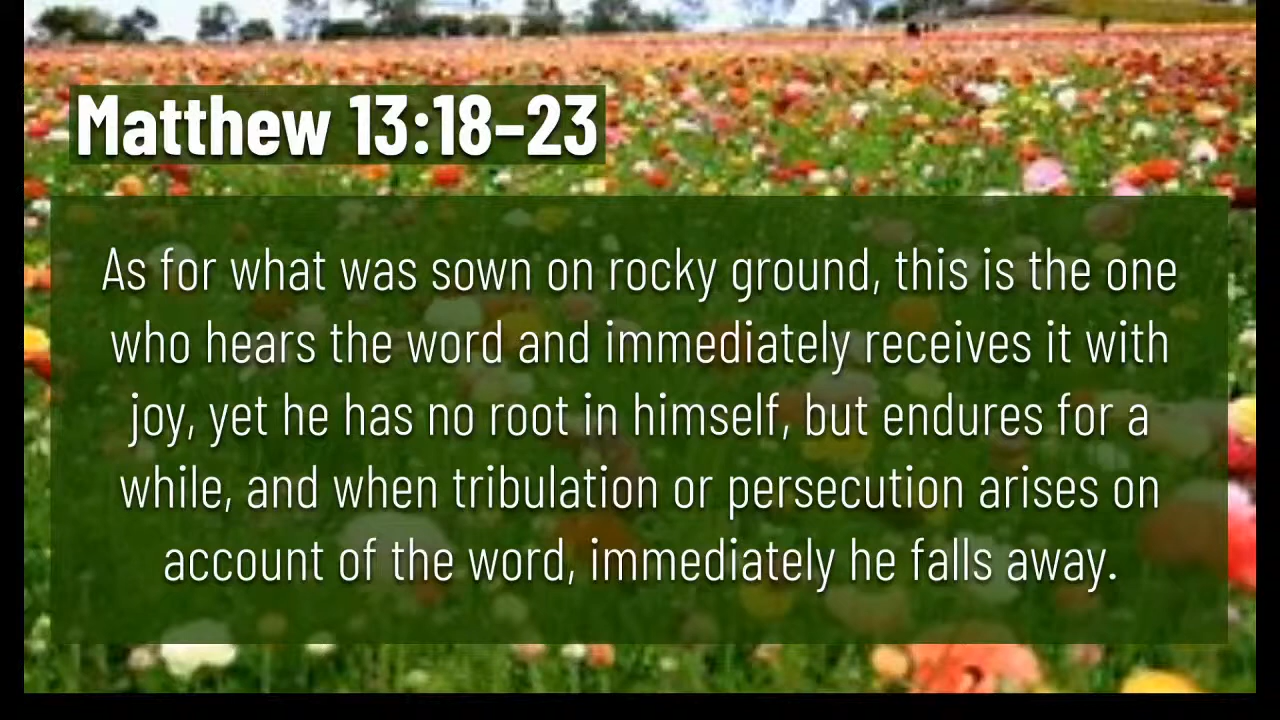 Matthew 13:18–23
As for what was sown on rocky ground, this is the one
who hears the word and immediately receives it with
joy, yet he has no root in himself, but endures for a
while, and when tribulation or persecution arises on
account of the word, immediately he falls away.